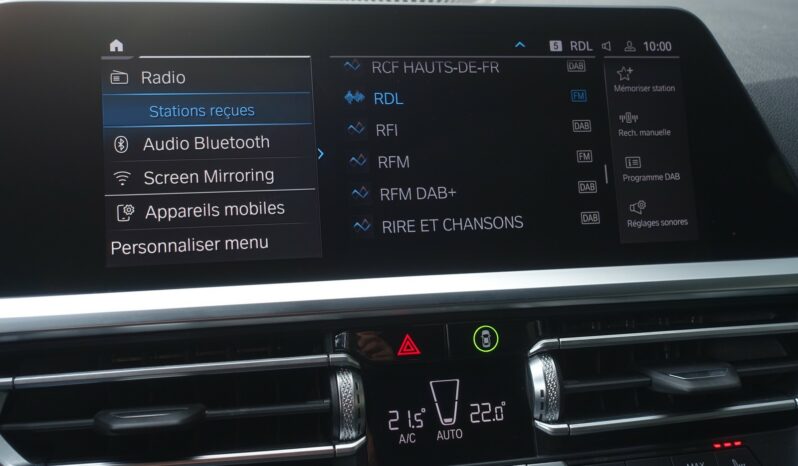 5 RDL 10:00
Radio
Stations reçues
Audio Bluetooth
Screen Mirroring
Appareils mobiles
Personnaliser menu
RCF HAUTS-DE-FR DAB
RDL FM
RFI DAB
RFM FM
RFM DAB+ DAB
RIRE ET CHANSONS DAB
Mémoriser station
Rech. manuelle
Programme DAB
Réglages sonores
21.5° 22.0°
A/C AUTO
MAX